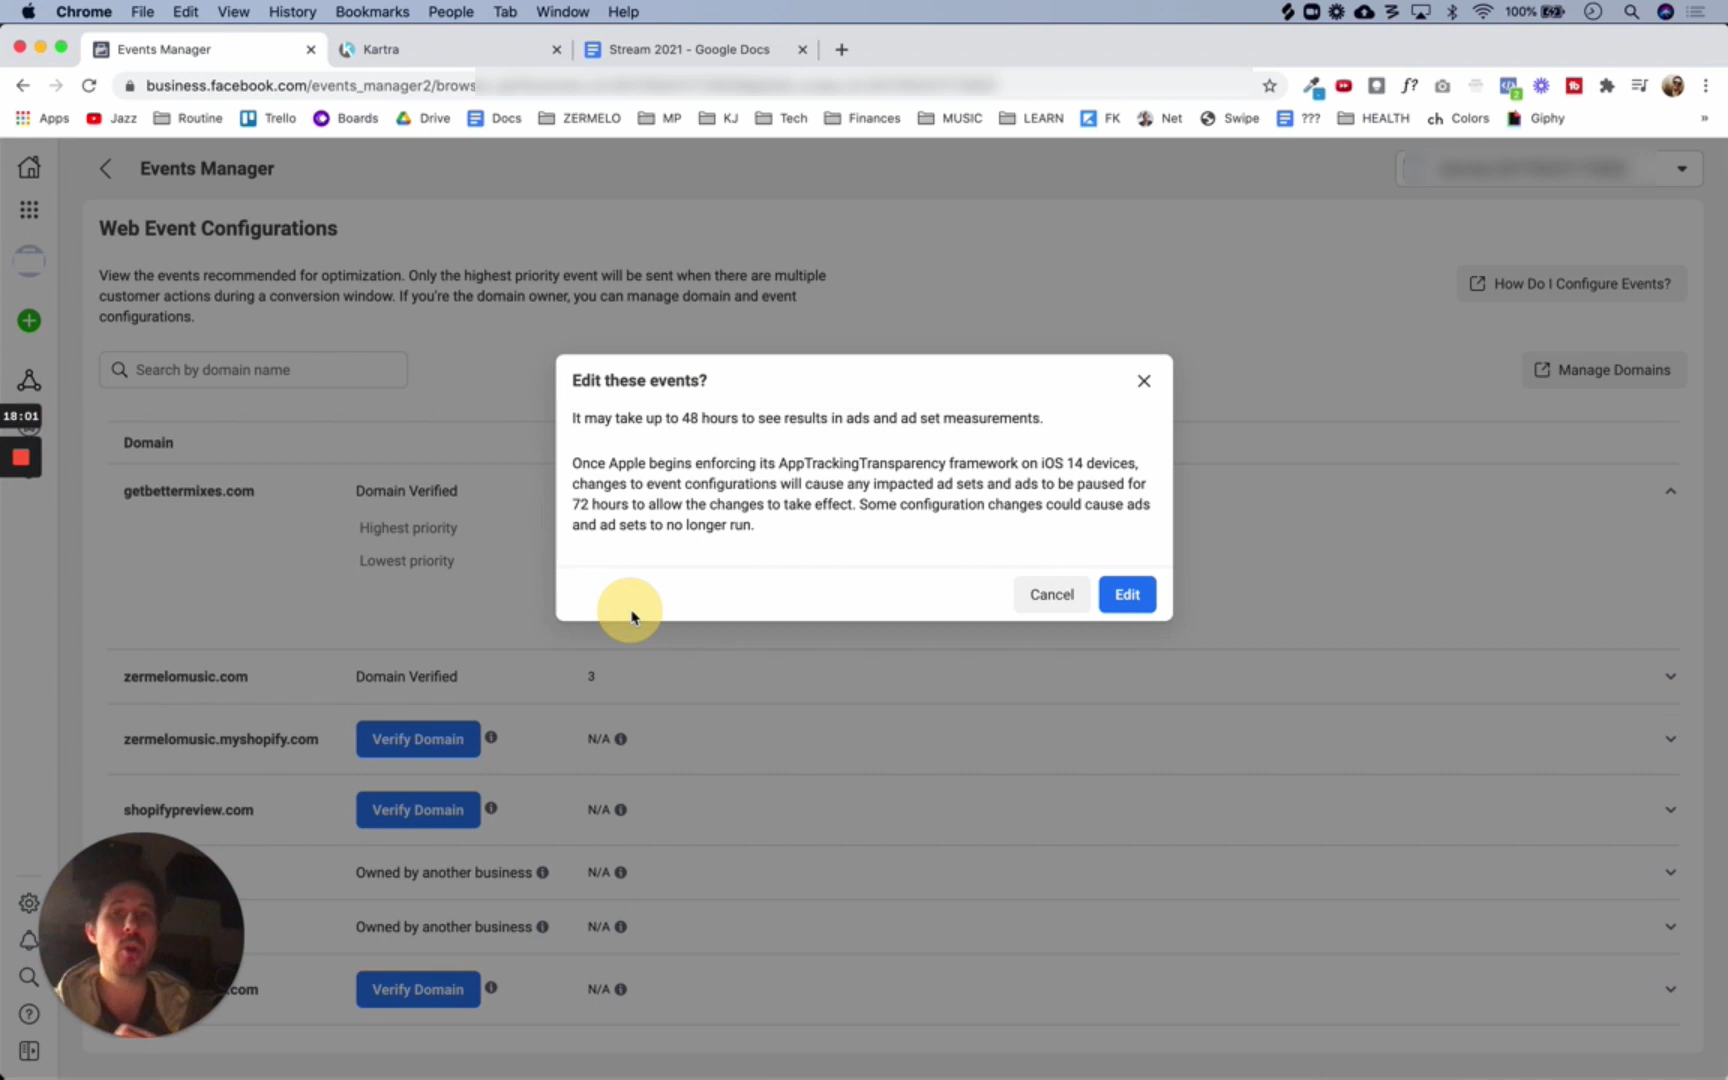 Chrome File Edit View History Bookmarks People Tab Window Help 100%
Events Manager Kartra Stream 2021 - Google Docs
business.facebook.com/events_manager2/brows
Apps Jazz Routine Trello Boards Drive Docs ZERMELO MP KJ Tech Finances MUSIC LEARN FK Net Swipe ??? HEALTH ch Colors Giphy »
Events Manager
Web Event Configurations
View the events recommended for optimization. Only the highest priority event will be sent when there are multiple
customer actions during a conversion window. If you're the domain owner, you can manage domain and event
configurations.
How Do I Configure Events?
Search by domain name
Manage Domains
Edit these events?
It may take up to 48 hours to see results in ads and ad set measurements.
Once Apple begins enforcing its AppTrackingTransparency framework on iOS 14 devices,
changes to event configurations will cause any impacted ad sets and ads to be paused for
72 hours to allow the changes to take effect. Some configuration changes could cause ads
and ad sets to no longer run.
Cancel Edit
18:01
Domain
getbettermixes.com Domain Verified
Highest priority
Lowest priority
zermelomusic.com Domain Verified 3
zermelomusic.myshopify.com Verify Domain N/A
shopifypreview.com Verify Domain N/A
Owned by another business N/A
Owned by another business N/A
.com Verify Domain N/A